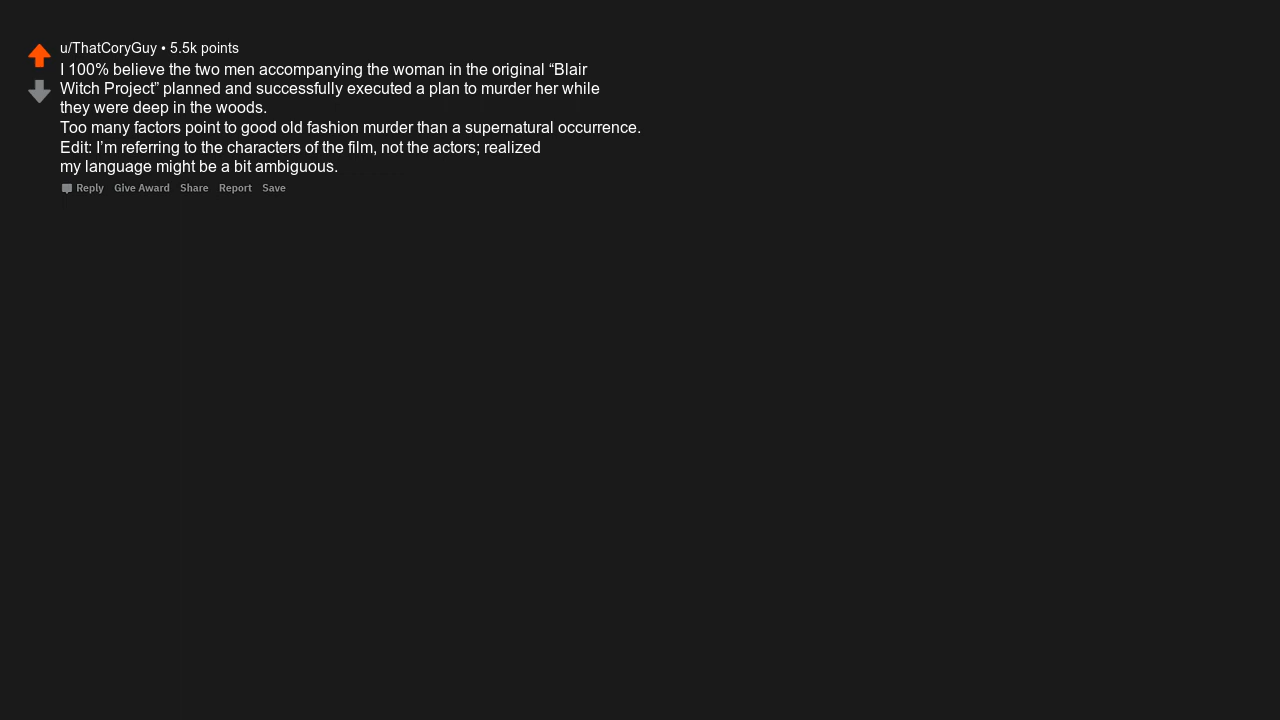 u/ThatCoryGuy • 5.5k points
I 100% believe the two men accompanying the woman in the original “Blair
Witch Project” planned and successfully executed a plan to murder her while
they were deep in the woods.
Too many factors point to good old fashion murder than a supernatural occurrence.
Edit: I’m referring to the characters of the film, not the actors; realized
my language might be a bit ambiguous.
Reply Give Award Share Report Save